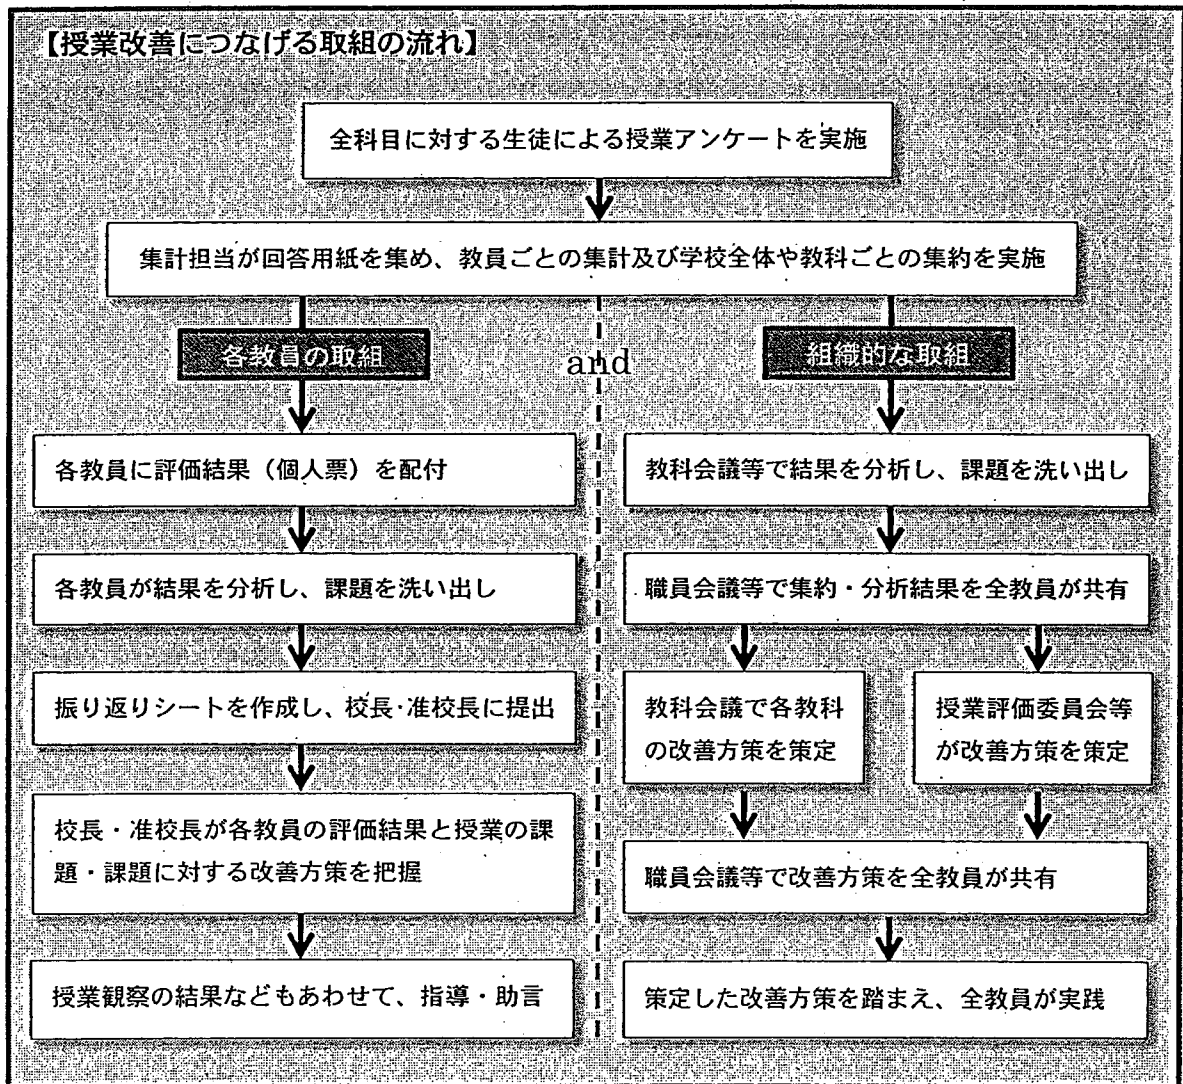 【授業改善につなげる取組の流れ】
全科目に対する生徒による授業アンケートを実施
集計担当が回答用紙を集め、教員ごとの集計及び学校全体や教科ごとの集約を実施
各教員の取組
and
組織的な取組
各教員に評価結果（個人票）を配付
各教員が結果を分析し、課題を洗い出し
振り返りシートを作成し、校長・准校長に提出
校長・准校長が各教員の評価結果と授業の課
題・課題に対する改善方策を把握
授業観察の結果などもあわせて、指導・助言
教科会議等で結果を分析し、課題を洗い出し
職員会議等で集約・分析結果を全教員が共有
教科会議で各教科
の改善方策を策定
授業評価委員会等
が改善方策を策定
職員会議等で改善方策を全教員が共有
策定した改善方策を踏まえ、全教員が実践